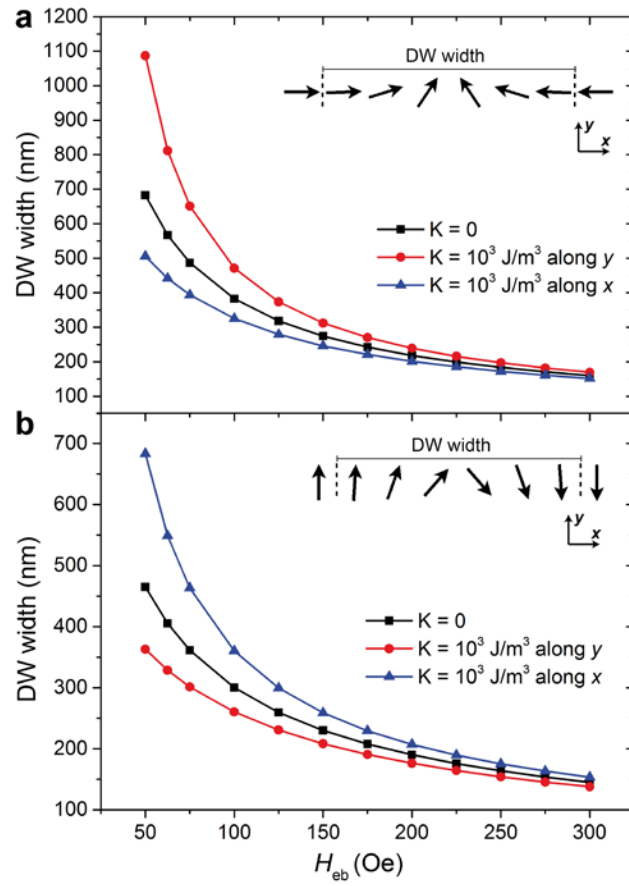 a
1200
1100
1000
900
800
700
600
500
400
300
200
100
DW width (nm)
DW width
y
x
K = 0
K = 10³ J/m³ along y
K = 10³ J/m³ along x
b
700
600
500
400
300
200
100
DW width (nm)
DW width
y
x
K = 0
K = 10³ J/m³ along y
K = 10³ J/m³ along x
50 100 150 200 250 300
Heb (Oe)